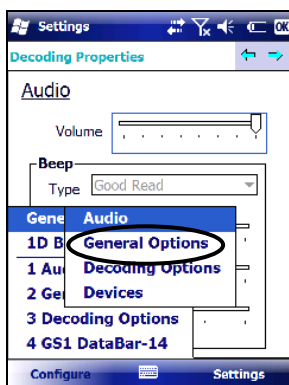 Settings OK
Decoding Properties
Audio
Volume
Beep
Type Good Read
Gene Audio
1D B General Options
1 Au Decoding Options
2 Ge Devices
3 Decoding Options
4 GS1 DataBar-14
Configure Settings